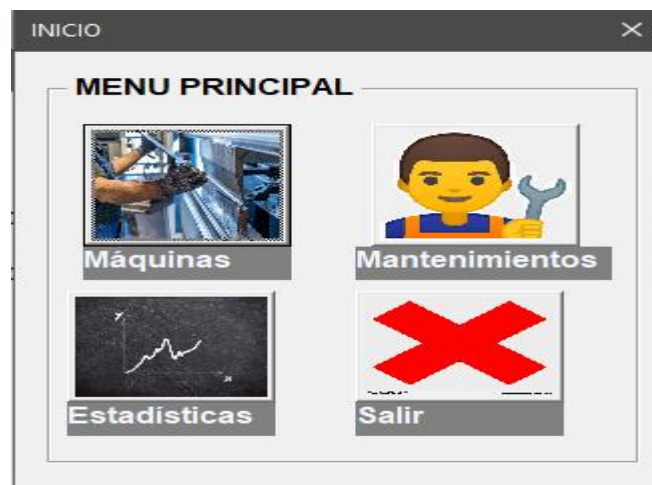 INICIO
MENU PRINCIPAL
Máquinas
Mantenimientos
y
x
Estadísticas
Salir